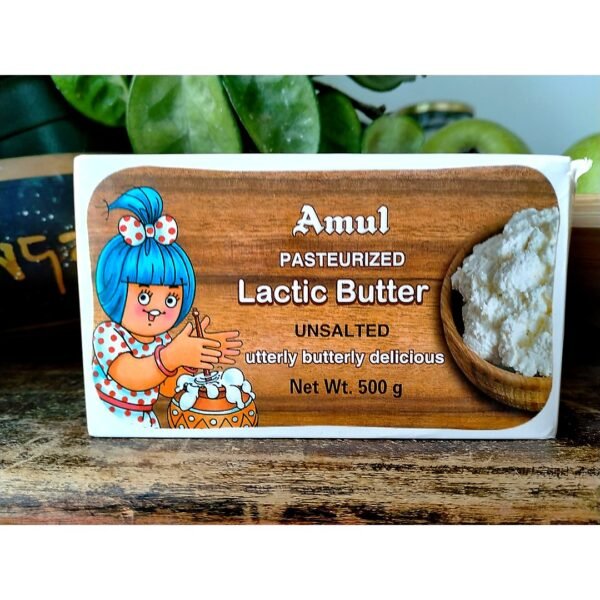 Amul
PASTEURIZED
Lactic Butter
UNSALTED
utterly butterly delicious
Net Wt. 500 g